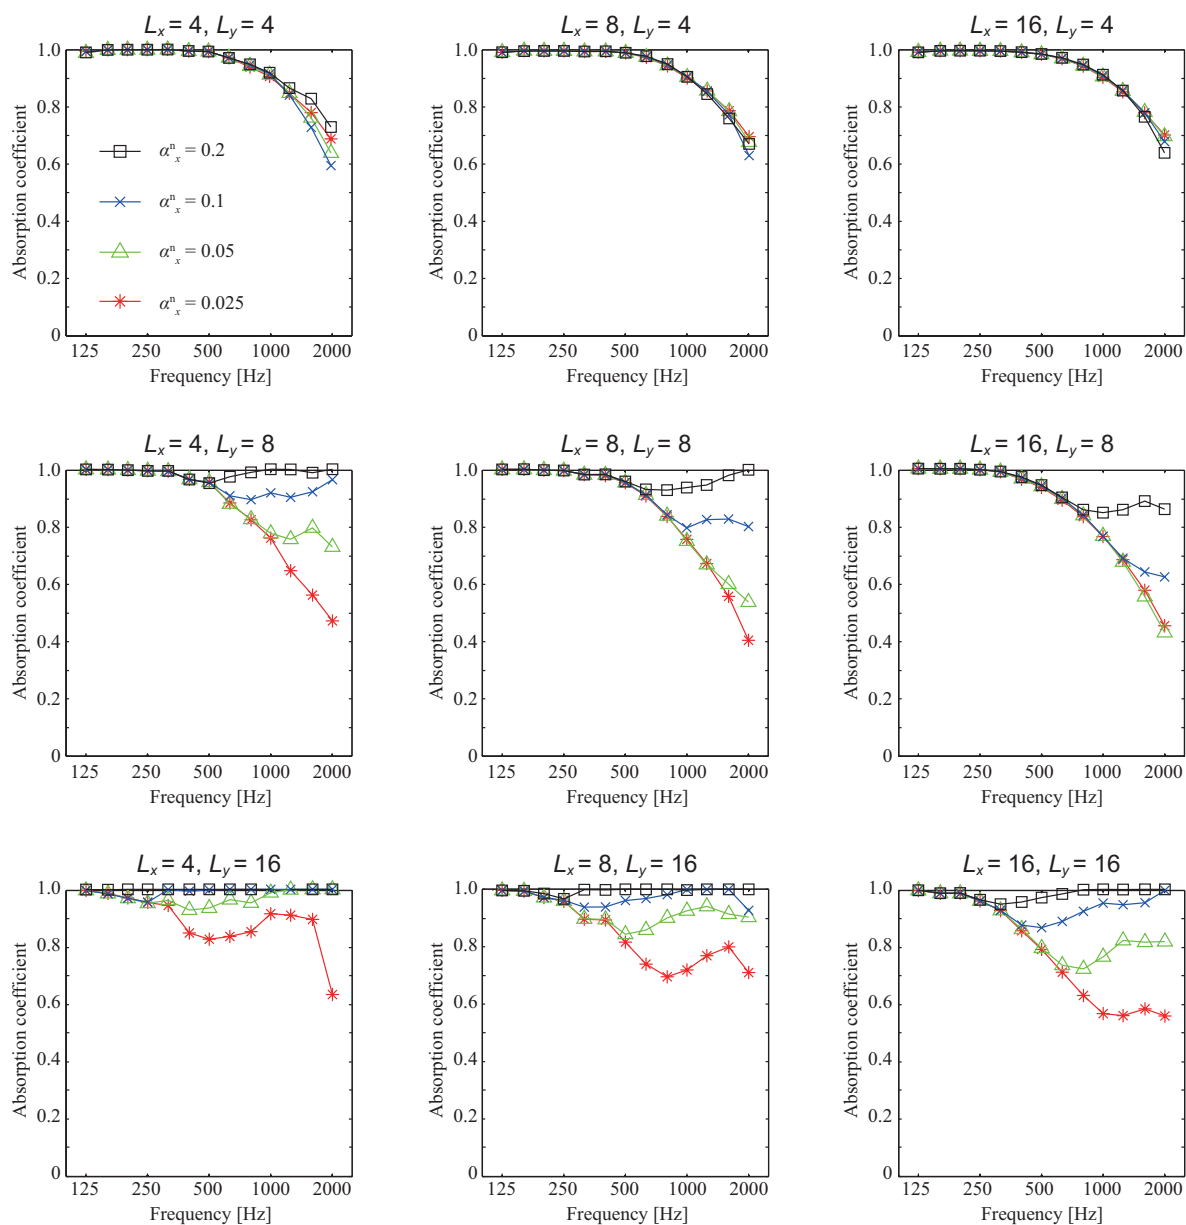 Lx = 4, Ly = 4
1.0
0.8
0.6
0.4
0.2
0
Absorption coefficient
αnx = 0.2
αnx = 0.1
αnx = 0.05
αnx = 0.025
125 250 500 1000 2000
Frequency [Hz]
Lx = 8, Ly = 4
1.0
0.8
0.6
0.4
0.2
0
Absorption coefficient
125 250 500 1000 2000
Frequency [Hz]
Lx = 16, Ly = 4
1.0
0.8
0.6
0.4
0.2
0
Absorption coefficient
125 250 500 1000 2000
Frequency [Hz]
Lx = 4, Ly = 8
1.0
0.8
0.6
0.4
0.2
0
Absorption coefficient
125 250 500 1000 2000
Frequency [Hz]
Lx = 8, Ly = 8
1.0
0.8
0.6
0.4
0.2
0
Absorption coefficient
125 250 500 1000 2000
Frequency [Hz]
Lx = 16, Ly = 8
1.0
0.8
0.6
0.4
0.2
0
Absorption coefficient
125 250 500 1000 2000
Frequency [Hz]
Lx = 4, Ly = 16
1.0
0.8
0.6
0.4
0.2
0
Absorption coefficient
125 250 500 1000 2000
Frequency [Hz]
Lx = 8, Ly = 16
1.0
0.8
0.6
0.4
0.2
0
Absorption coefficient
125 250 500 1000 2000
Frequency [Hz]
Lx = 16, Ly = 16
1.0
0.8
0.6
0.4
0.2
0
Absorption coefficient
125 250 500 1000 2000
Frequency [Hz]